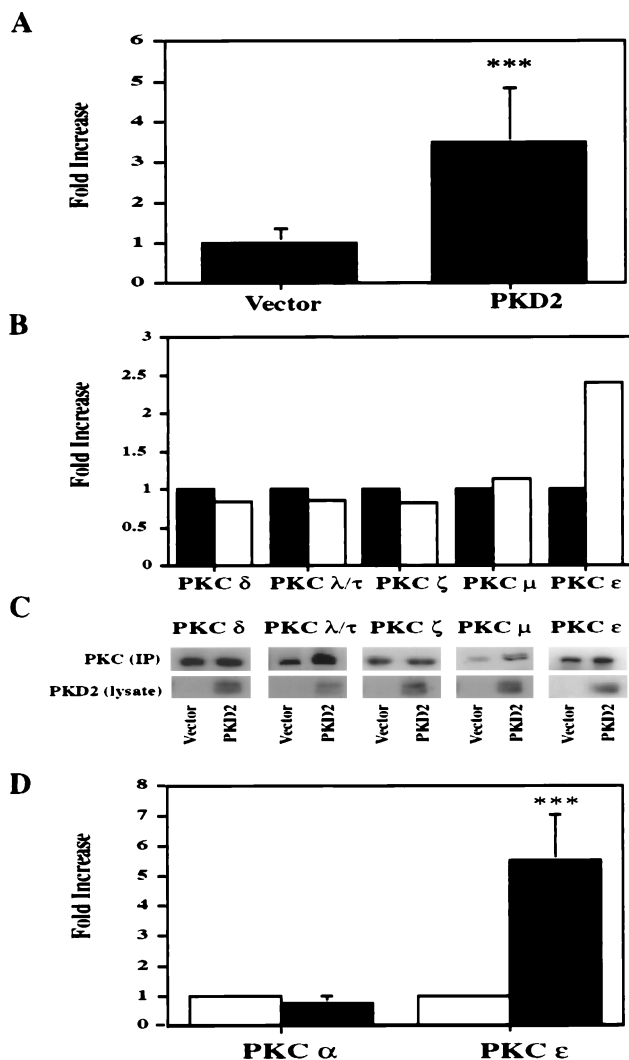 A
Fold Increase
6
5
4
3
2
1
0
***
Vector PKD2
B
Fold Increase
3
2.5
2
1.5
1
0.5
0
PKC δ PKC λ/τ PKC ζ PKC μ PKC ε
C
PKC δ PKC λ/τ PKC ζ PKC μ PKC ε
PKC (IP)
PKD2 (lysate)
Vector PKD2 Vector PKD2 Vector PKD2 Vector PKD2 Vector PKD2
D
Fold Increase
8
7
6
5
4
3
2
1
0
***
PKC α PKC ε